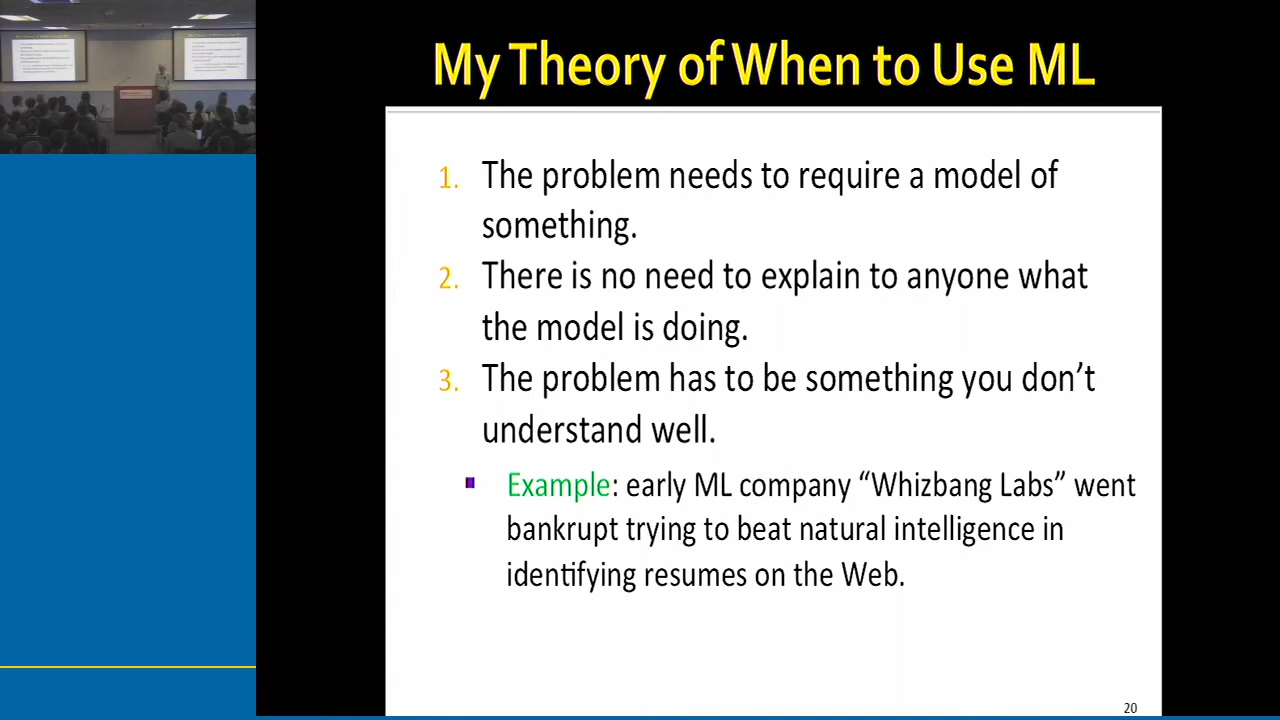 My Theory of When to Use ML
1. The problem needs to require a model of
something.
2. There is no need to explain to anyone what
the model is doing.
3. The problem has to be something you don’t
understand well.
Example: early ML company “Whizbang Labs” went
bankrupt trying to beat natural intelligence in
identifying resumes on the Web.
20